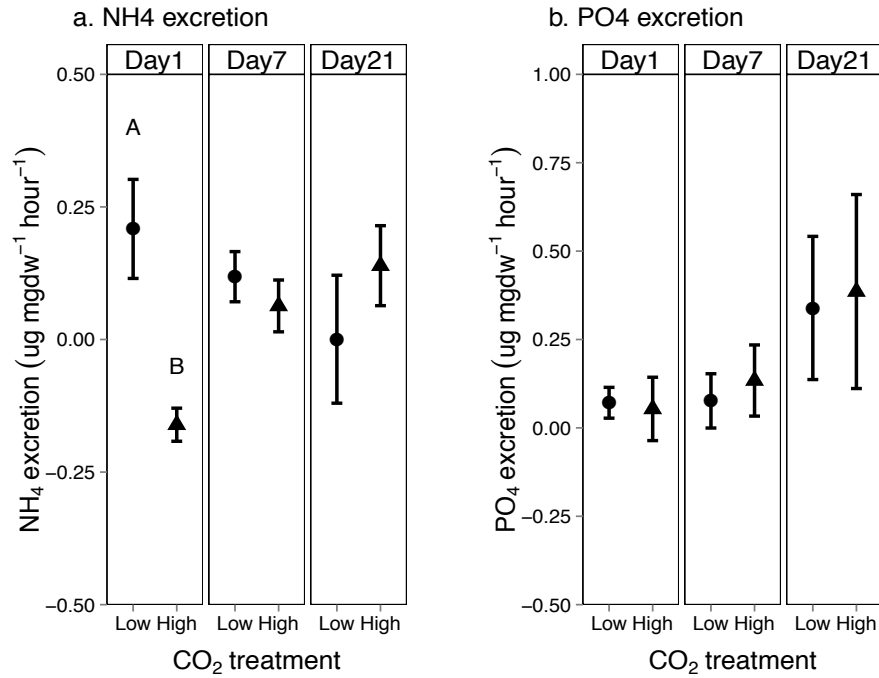 a. NH4 excretion
Day1 Day7 Day21
0.50
0.25
0.00
−0.25
−0.50
A
B
NH₄ excretion (ug mgdw⁻¹ hour⁻¹)
Low High Low High Low High
CO₂ treatment
b. PO4 excretion
Day1 Day7 Day21
1.00
0.75
0.50
0.25
0.00
−0.25
−0.50
PO₄ excretion (ug mgdw⁻¹ hour⁻¹)
Low High Low High Low High
CO₂ treatment